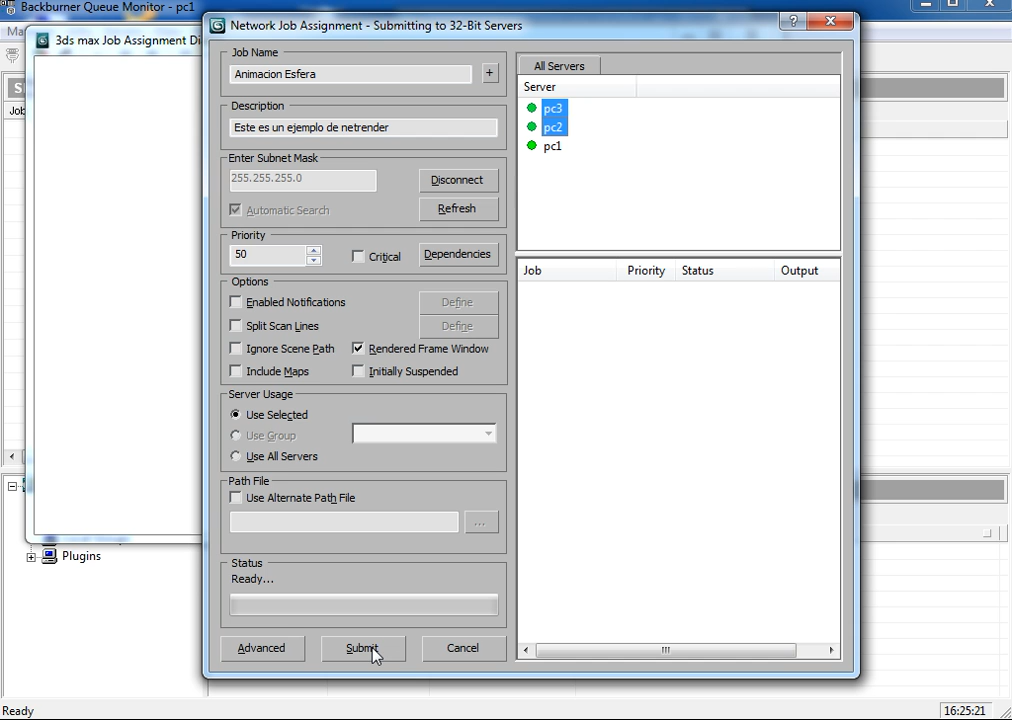 Backburner Queue Monitor - pc1
Ma
3ds max Job Assignment Di
S
Job
Plugins
Ready
16:25:21
Network Job Assignment - Submitting to 32-Bit Servers
?
Job Name
Animacion Esfera
+
Description
Este es un ejemplo de netrender
Enter Subnet Mask
255.255.255.0
Disconnect
Automatic Search
Refresh
Priority
50
Critical
Dependencies
Options
Enabled Notifications
Define
Split Scan Lines
Define
Ignore Scene Path
Rendered Frame Window
Include Maps
Initially Suspended
Server Usage
Use Selected
Use Group
Use All Servers
Path File
Use Alternate Path File
...
Status
Ready...
Advanced
Submit
Cancel
All Servers
Server
pc3
pc2
pc1
Job Priority Status Output